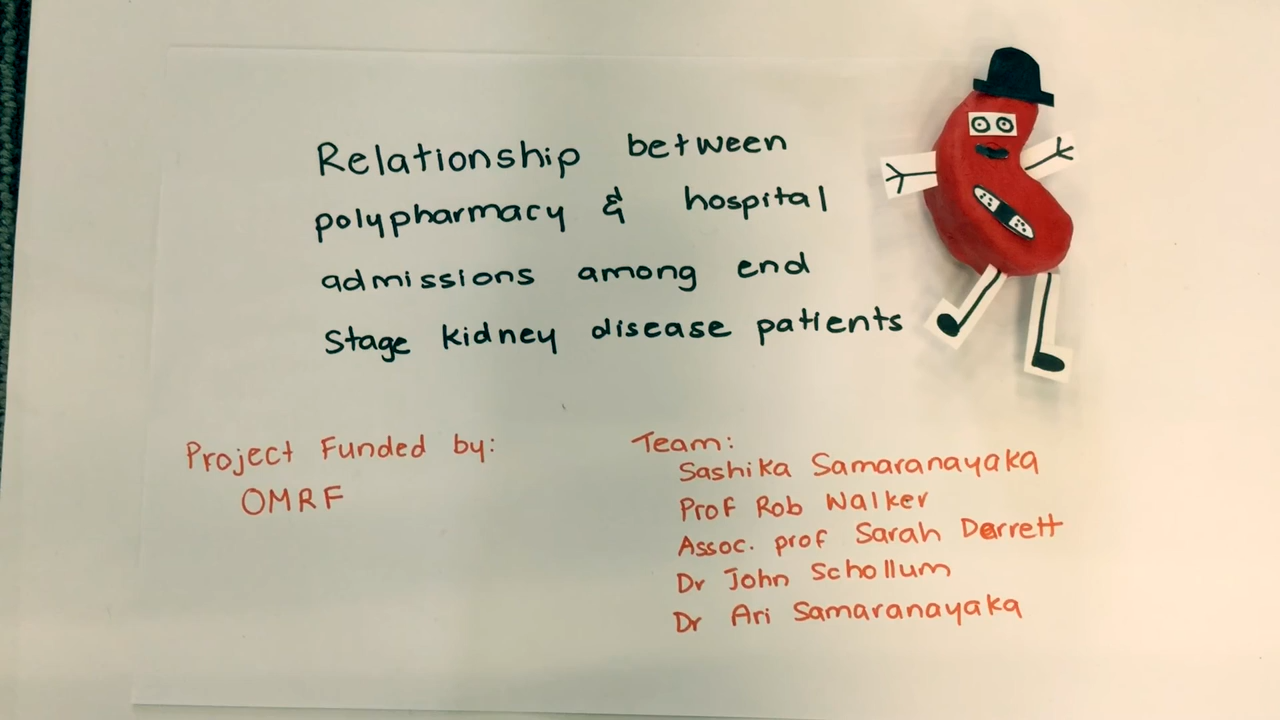 Relationship between
polypharmacy & hospital
admissions among end
Stage kidney disease patients
Project Funded by:
OMRF
Team:
Sashika Samaranayaka
Prof Rob Walker
Assoc. prof Sarah Derrett
Dr John Schollum
Dr Ari Samaranayaka